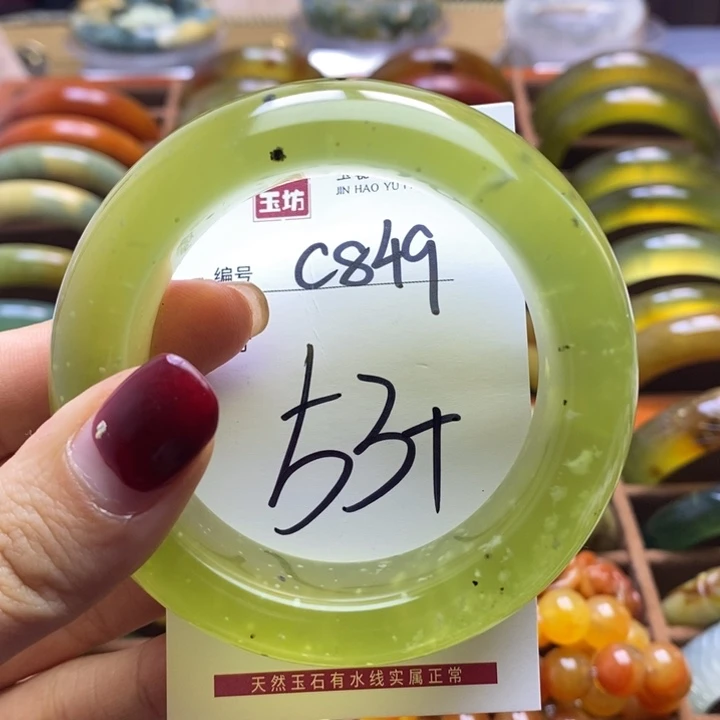 玉坊
JIN HAO YU
编号 C849
53+
天然玉石有水线实属正常